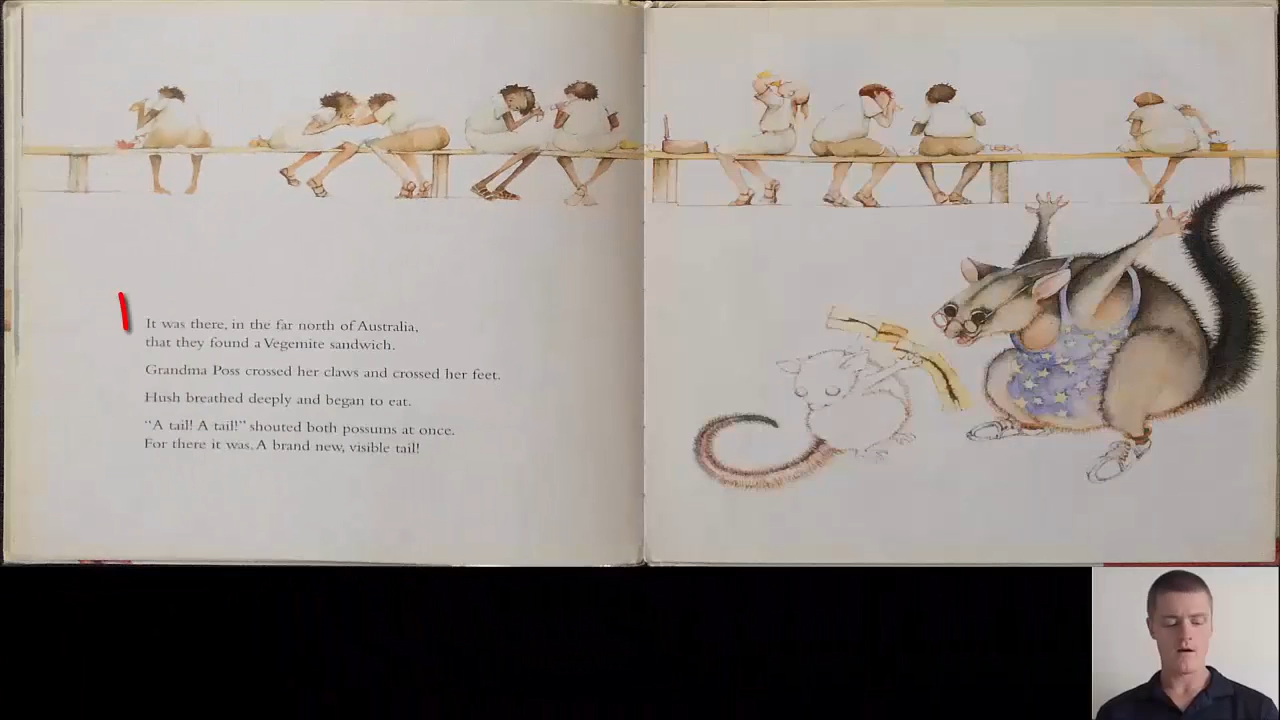 It was there, in the far north of Australia,
that they found a Vegemite sandwich.
Grandma Poss crossed her claws and crossed her feet.
Hush breathed deeply and began to eat.
“A tail! A tail!” shouted both possums at once.
For there it was. A brand new, visible tail!